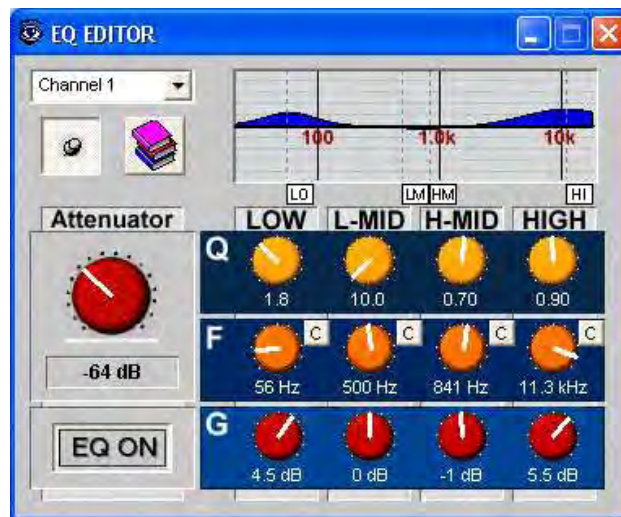 EQ EDITOR
Channel 1
100 1.0k 10k
LO LM HM HI
Attenuator LOW L-MID H-MID HIGH
Q
1.8 10.0 0.70 0.90
F C C C C
-64 dB
56 Hz 500 Hz 841 Hz 11.3 kHz
G
EQ ON
4.5 dB 0 dB -1 dB 5.5 dB